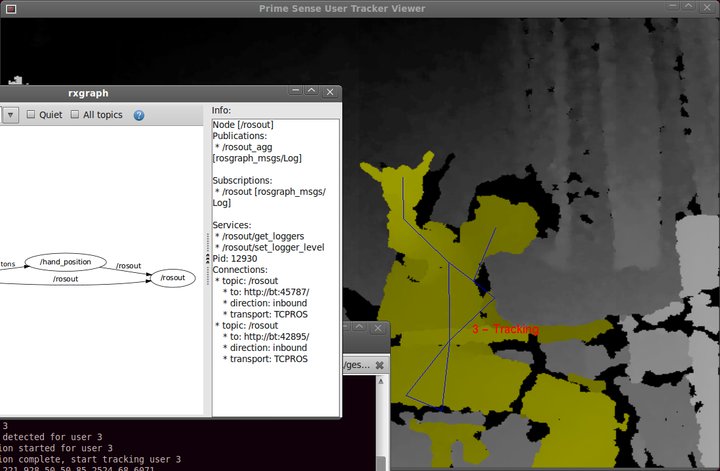 Prime Sense User Tracker Viewer
rxgraph
Quiet All topics ?
Info:
Node [/rosout]
Publications:
* /rosout_agg
[rosgraph_msgs/Log]
Subscriptions:
* /rosout [rosgraph_msgs/
Log]
Services:
* /rosout/get_loggers
* /rosout/set_logger_level
Pid: 12930
Connections:
* topic: /rosout
* to: http://bt:45787/
* direction: inbound
* transport: TCPROS
* topic: /rosout
* to: http://bt:42895/
* direction: inbound
* transport: TCPROS
tons
/hand_position
/rosout
/rosout
/rosout
3 - Tracking
/ges...
3
detected for user 3
ion started for user 3
ion complete, start tracking user 3